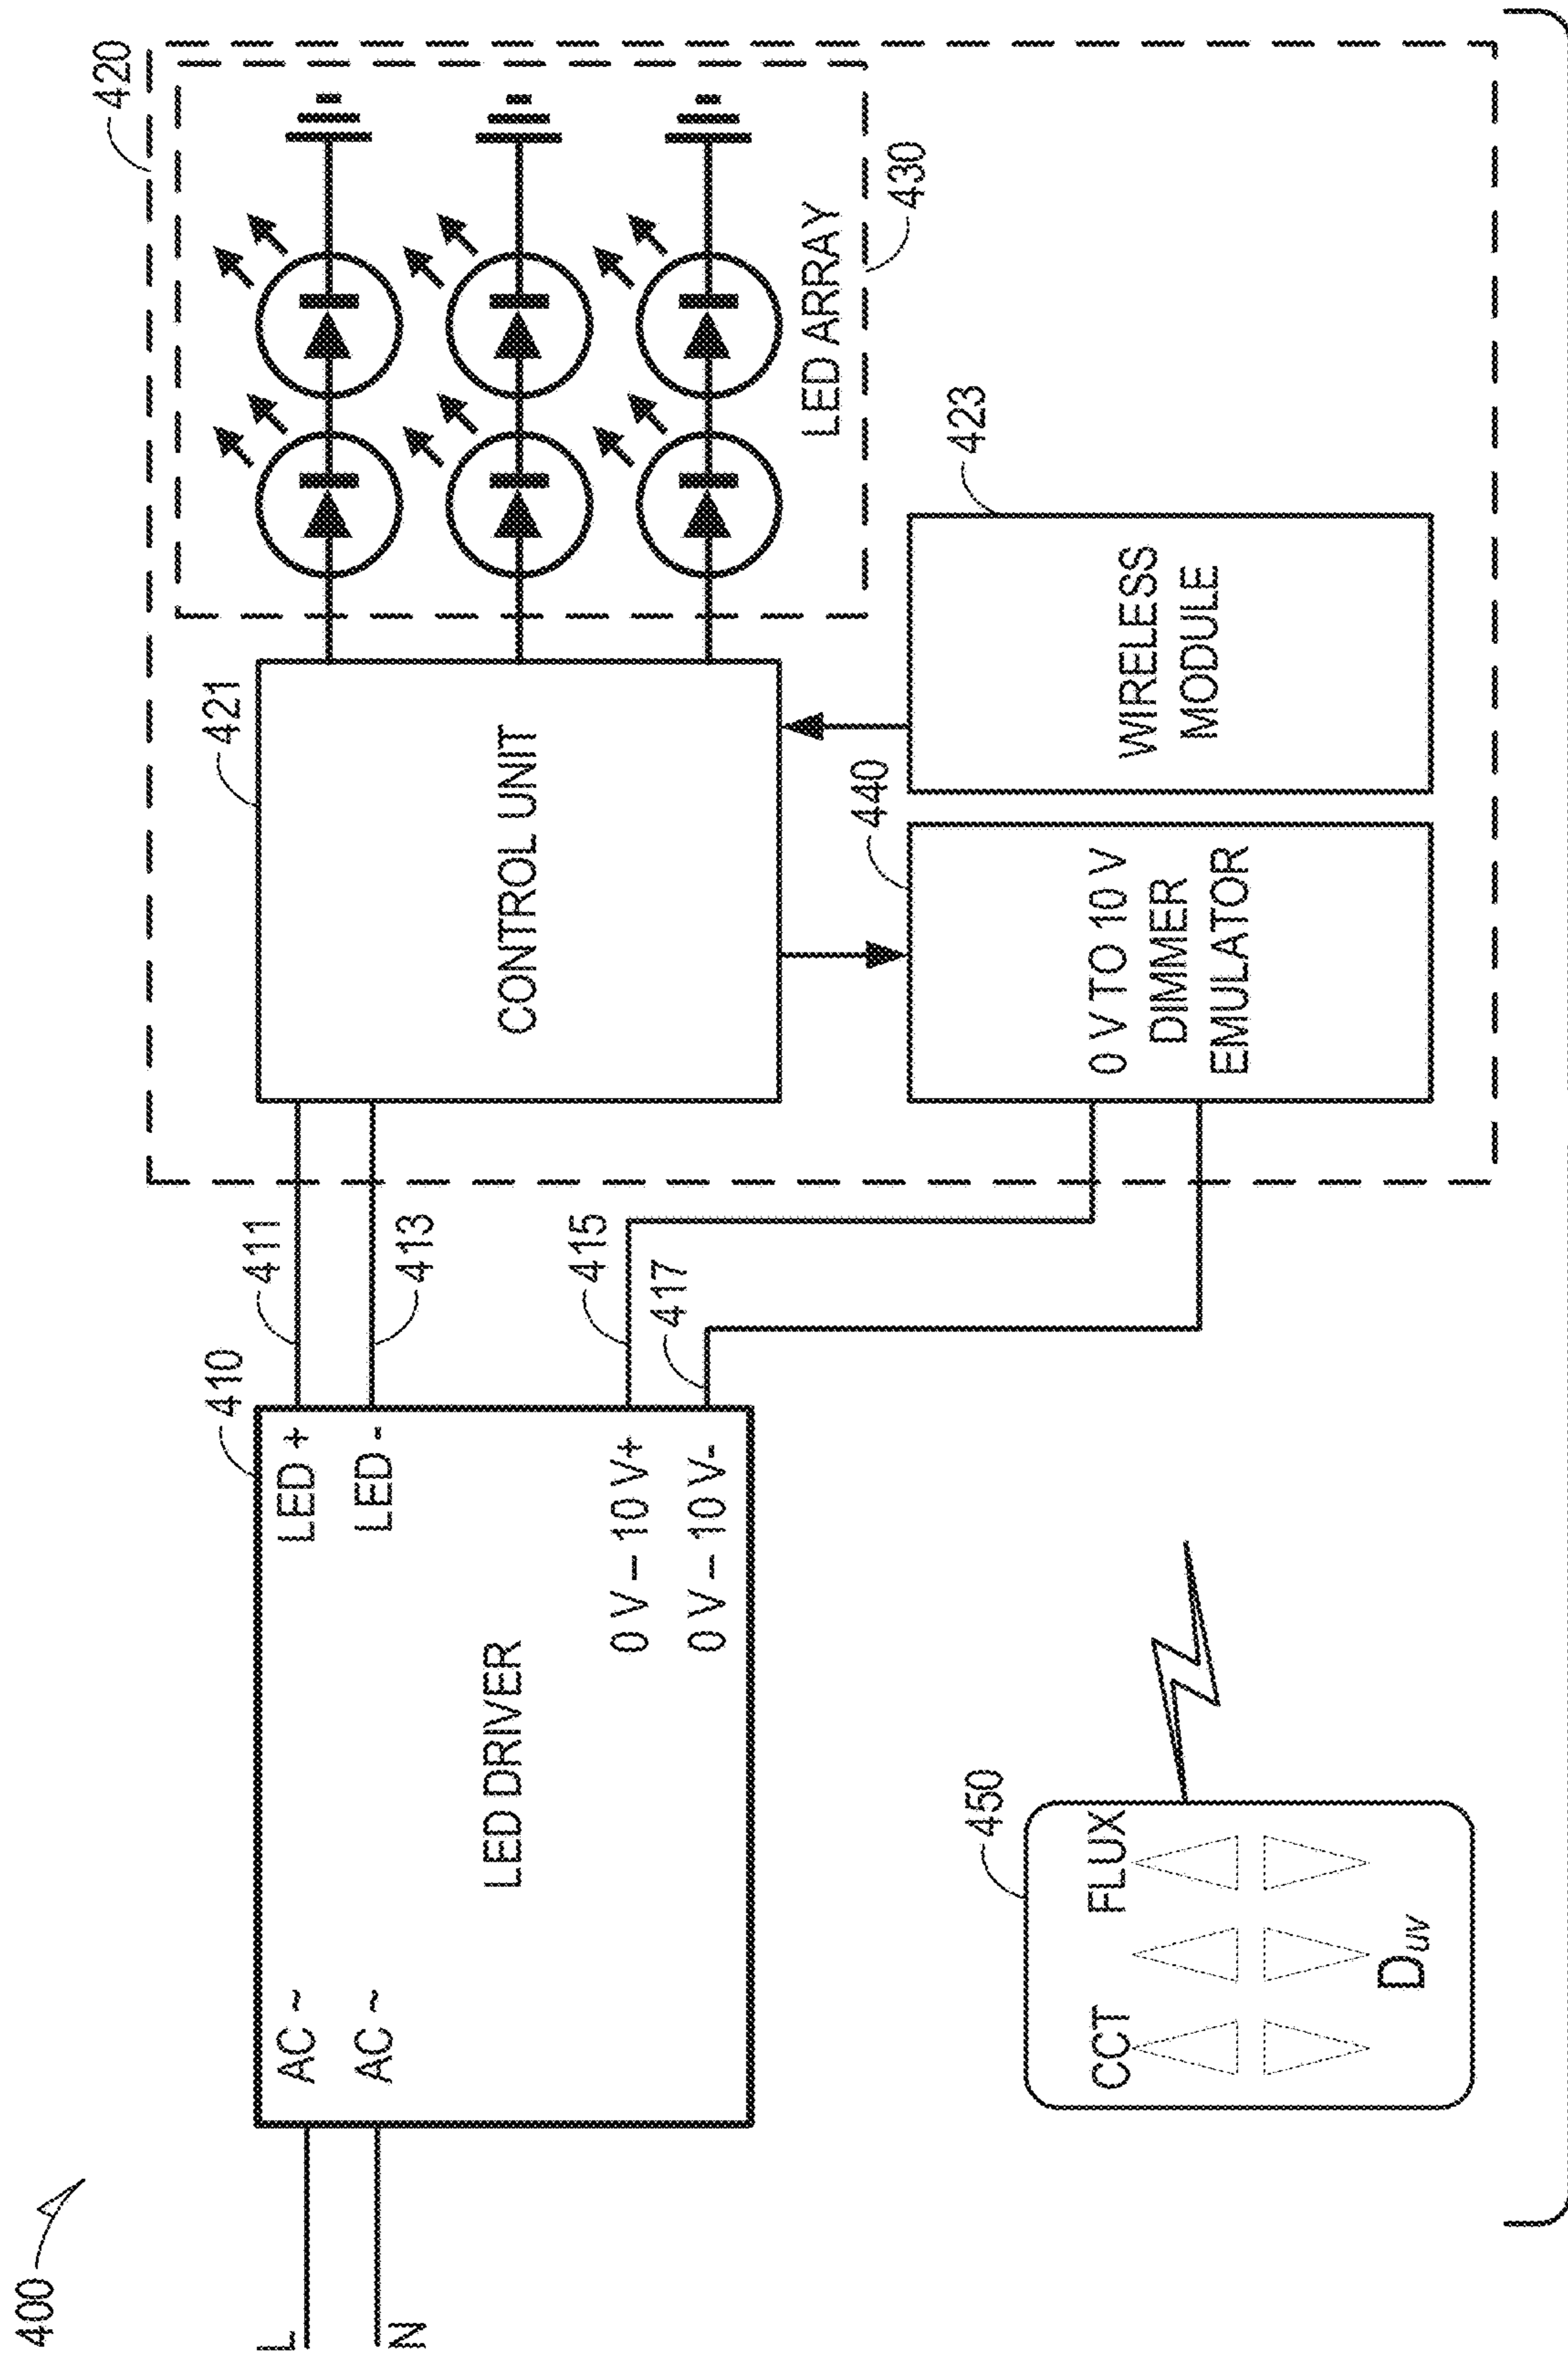 400
L
N
410
AC ~
AC ~
LED DRIVER
LED +
LED -
0 V – 10 V+
0 V – 10 V-
411
413
415
417
420
421
CONTROL UNIT
LED ARRAY
430
440
0 V TO 10 V
DIMMER
EMULATOR
423
WIRELESS
MODULE
450
CCT
FLUX
Duv